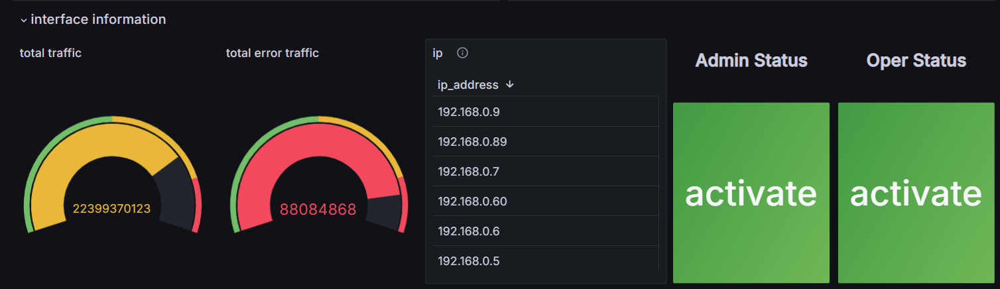 interface information
total traffic
total error traffic
ip
Admin Status
Oper Status
22399370123
88084868
ip_address
192.168.0.9
192.168.0.89
192.168.0.7
192.168.0.60
192.168.0.6
192.168.0.5
activate
activate